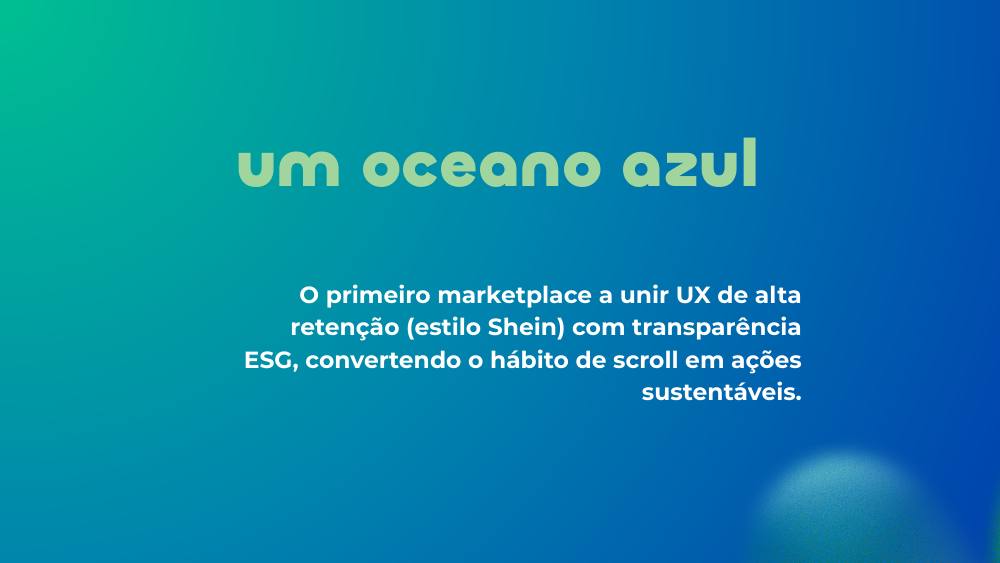 um oceano azul
O primeiro marketplace a unir UX de alta
retenção (estilo Shein) com transparência
ESG, convertendo o hábito de scroll em ações
sustentáveis.